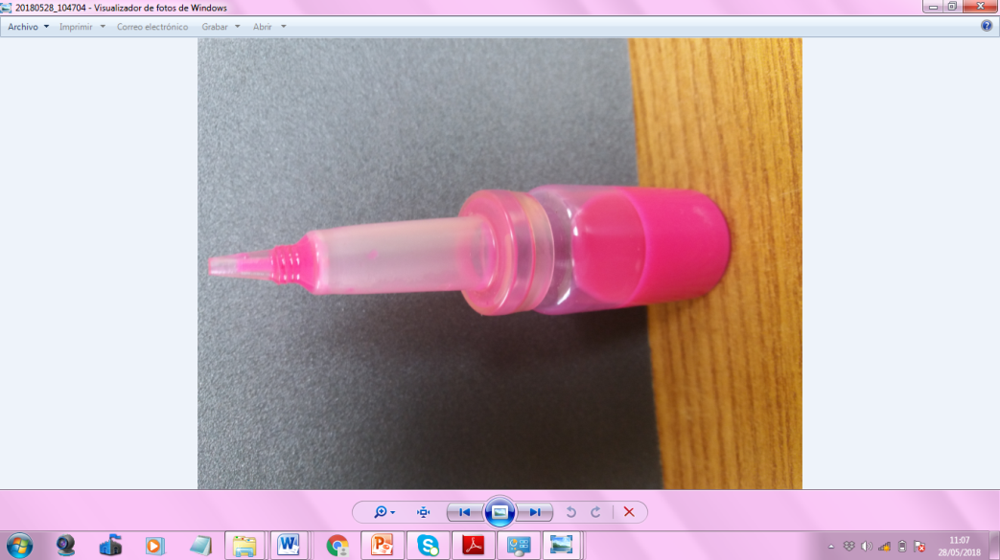 20180528_104704 - Visualizador de fotos de Windows
Archivo Imprimir Correo electrónico Grabar Abrir
11:07
28/05/2018